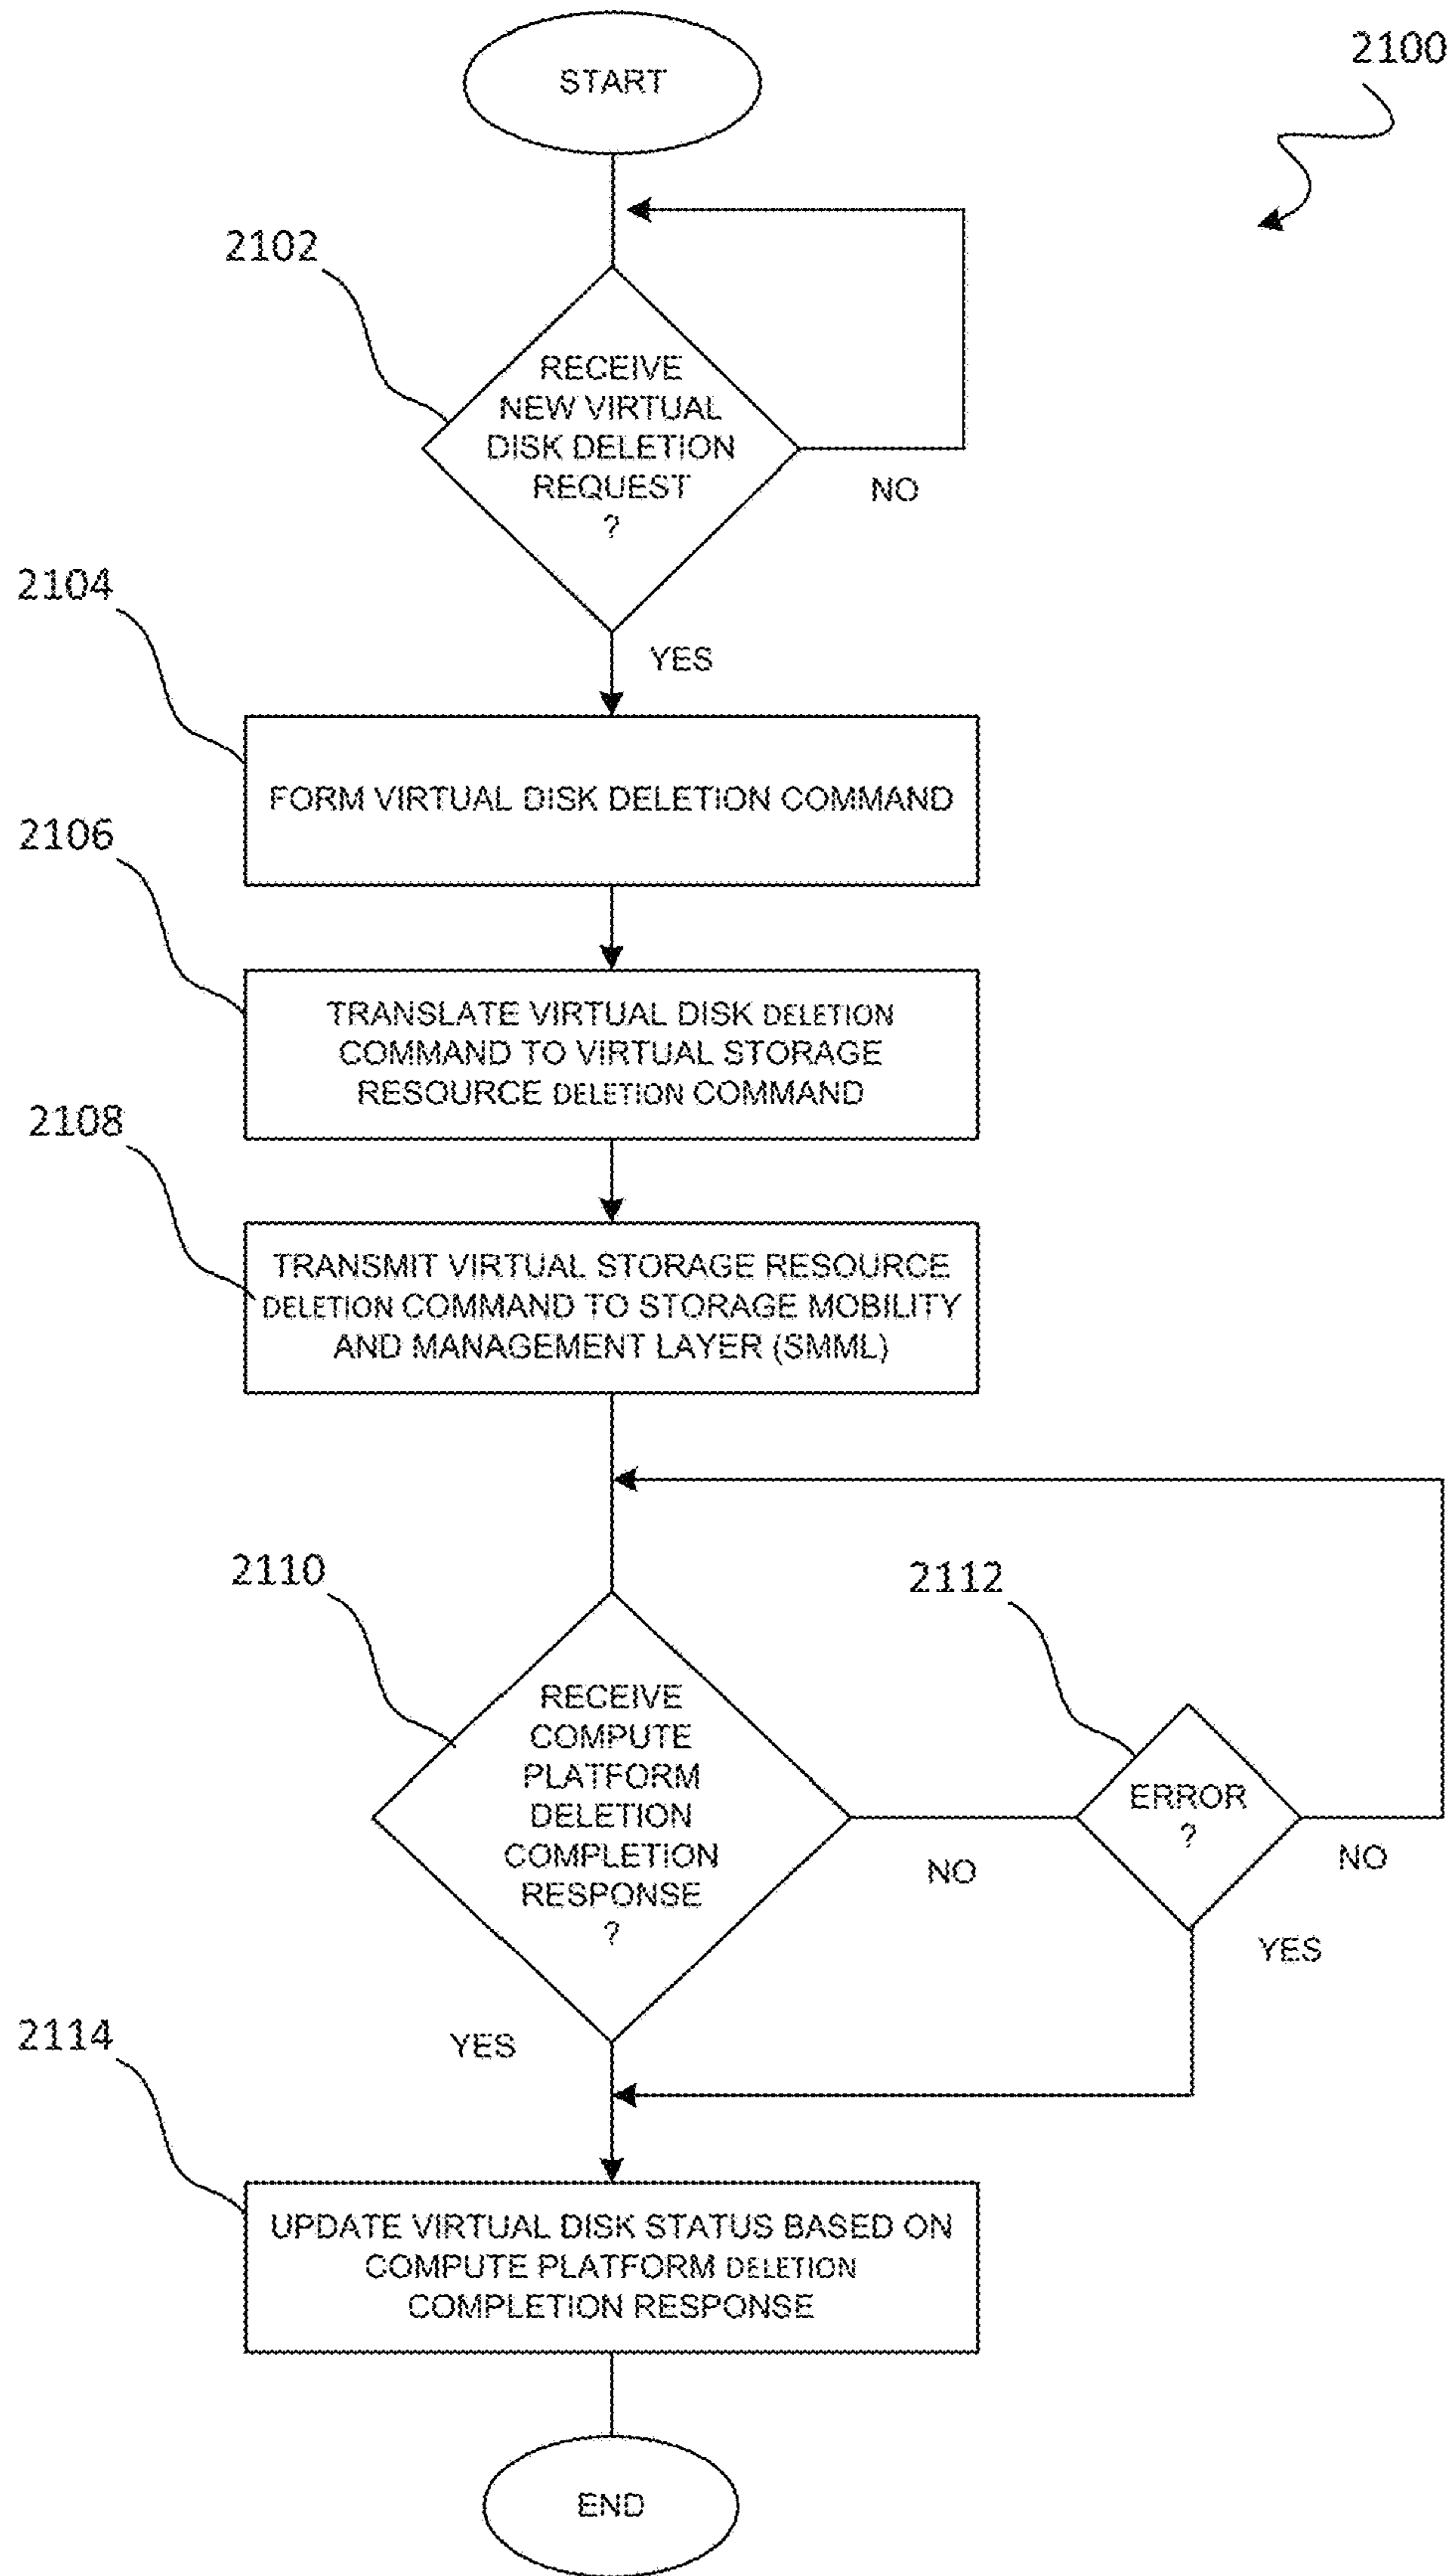 START
2100
2102
RECEIVE
NEW VIRTUAL
DISK DELETION
REQUEST
?
NO
YES
2104
FORM VIRTUAL DISK DELETION COMMAND
2106
TRANSLATE VIRTUAL DISK DELETION
COMMAND TO VIRTUAL STORAGE
RESOURCE DELETION COMMAND
2108
TRANSMIT VIRTUAL STORAGE RESOURCE
DELETION COMMAND TO STORAGE MOBILITY
AND MANAGEMENT LAYER (SMML)
2110
RECEIVE
COMPUTE
PLATFORM
DELETION
COMPLETION
RESPONSE
?
NO
YES
2112
ERROR
?
NO
YES
2114
UPDATE VIRTUAL DISK STATUS BASED ON
COMPUTE PLATFORM DELETION
COMPLETION RESPONSE
END